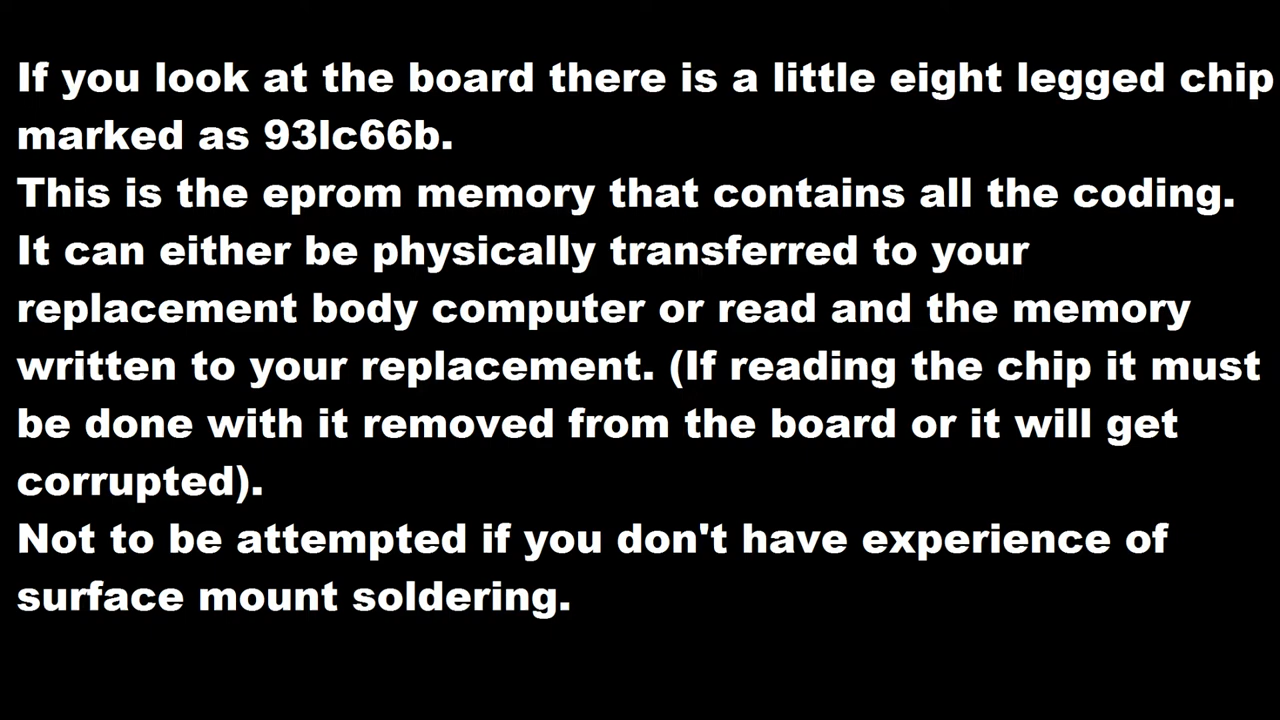 If you look at the board there is a little eight legged chip
marked as 93lc66b.
This is the eprom memory that contains all the coding.
It can either be physically transferred to your
replacement body computer or read and the memory
written to your replacement. (If reading the chip it must
be done with it removed from the board or it will get
corrupted).
Not to be attempted if you don't have experience of
surface mount soldering.